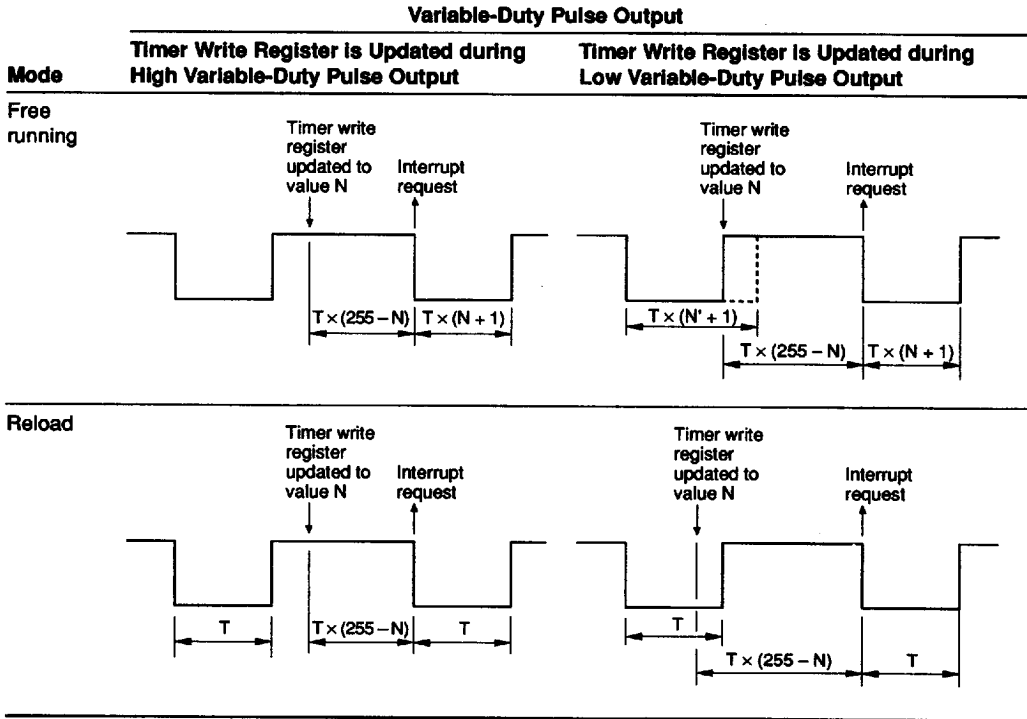 Variable-Duty Pulse Output
Timer Write Register is Updated during
High Variable-Duty Pulse Output
Timer Write Register is Updated during
Low Variable-Duty Pulse Output
Mode
Free
running
Timer write
register
updated to
value N
Interrupt
request
T × (255 – N)
T × (N + 1)
Timer write
register
updated to
value N
Interrupt
request
T × (N' + 1)
T × (255 – N)
T × (N + 1)
Reload
Timer write
register
updated to
value N
Interrupt
request
T
T × (255 – N)
T
Timer write
register
updated to
value N
Interrupt
request
T
T × (255 – N)
T